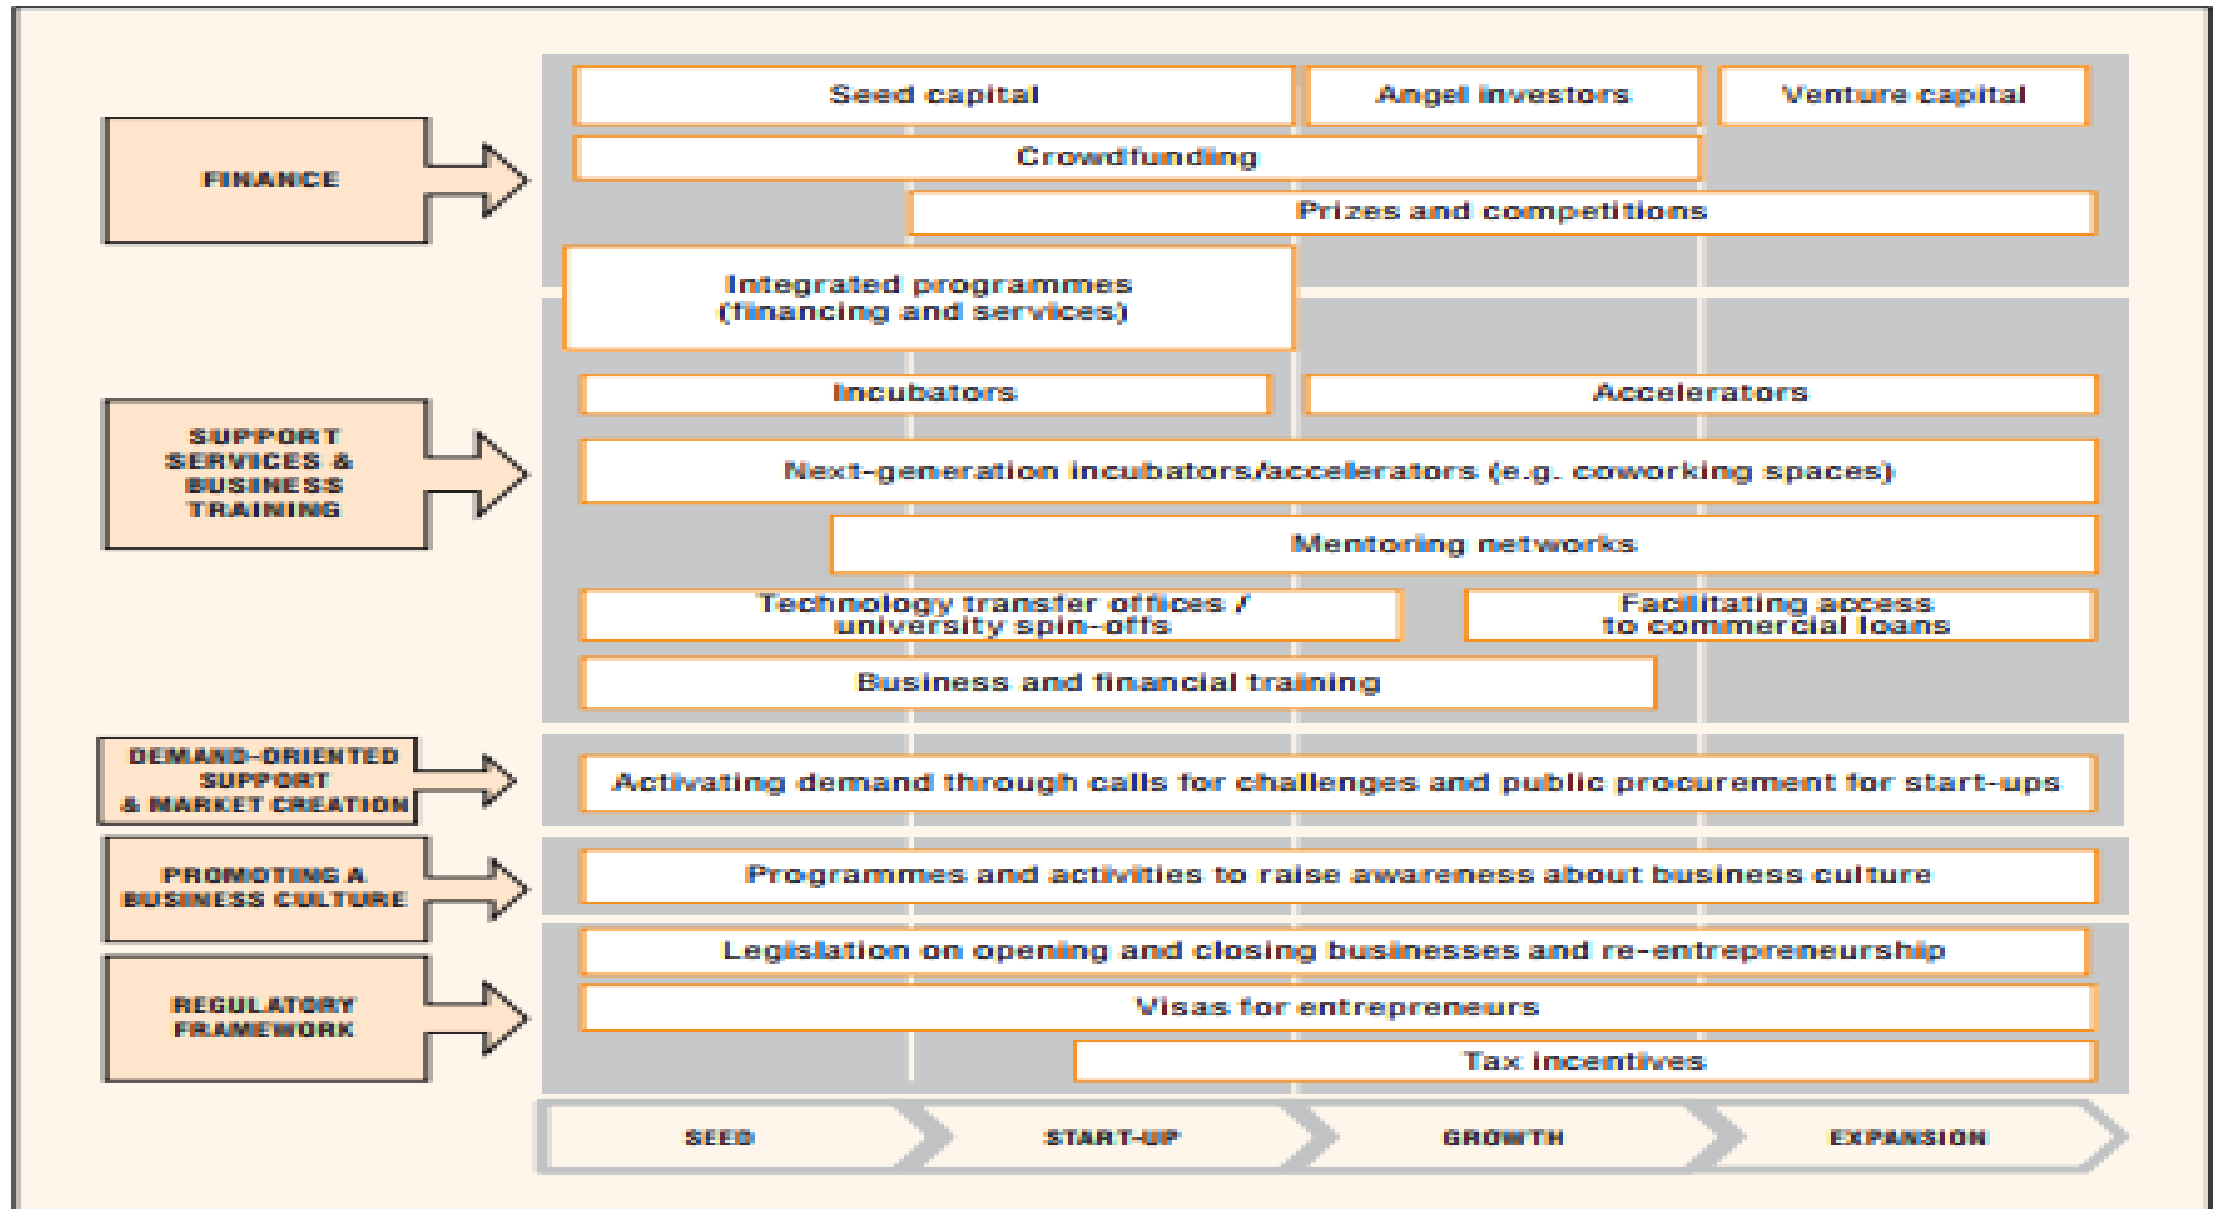 Seed capital
Angel investors
Venture capital
Crowdfunding
FINANCE
Prizes and competitions
Integrated programmes
(financing and services)
Incubators
Accelerators
SUPPORT
SERVICES &
BUSINESS
TRAINING
Next-generation incubators/accelerators (e.g. coworking spaces)
Mentoring networks
Technology transfer offices /
university spin-offs
Facilitating access
to commercial loans
Business and financial training
DEMAND-ORIENTED
SUPPORT
& MARKET CREATION
Activating demand through calls for challenges and public procurement for start-ups
PROMOTING A
BUSINESS CULTURE
Programmes and activities to raise awareness about business culture
Legislation on opening and closing businesses and re-entrepreneurship
REGULATORY
FRAMEWORK
Visas for entrepreneurs
Tax incentives
SEED
START-UP
GROWTH
EXPANSION